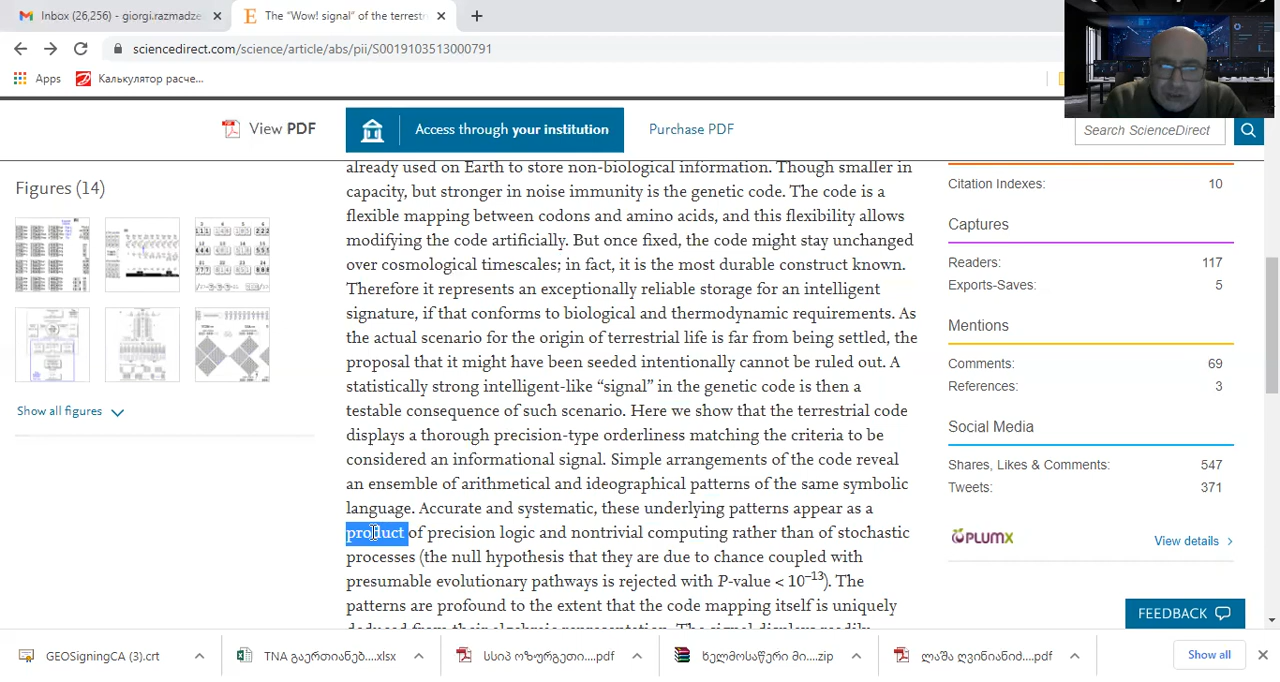 Inbox (26,256) - giorgi.razmadze
The “Wow! signal” of the terrestr
sciencedirect.com/science/article/abs/pii/S0019103513000791
Apps
Калькулятор расче...
View PDF
Access through your institution
Purchase PDF
Search ScienceDirect
Figures (14)
Show all figures
already used on Earth to store non-biological information. Though smaller in
capacity, but stronger in noise immunity is the genetic code. The code is a
flexible mapping between codons and amino acids, and this flexibility allows
modifying the code artificially. But once fixed, the code might stay unchanged
over cosmological timescales; in fact, it is the most durable construct known.
Therefore it represents an exceptionally reliable storage for an intelligent
signature, if that conforms to biological and thermodynamic requirements. As
the actual scenario for the origin of terrestrial life is far from being settled, the
proposal that it might have been seeded intentionally cannot be ruled out. A
statistically strong intelligent-like “signal” in the genetic code is then a
testable consequence of such scenario. Here we show that the terrestrial code
displays a thorough precision-type orderliness matching the criteria to be
considered an informational signal. Simple arrangements of the code reveal
an ensemble of arithmetical and ideographical patterns of the same symbolic
language. Accurate and systematic, these underlying patterns appear as a
product of precision logic and nontrivial computing rather than of stochastic
processes (the null hypothesis that they are due to chance coupled with
presumable evolutionary pathways is rejected with P-value < 10⁻¹³). The
patterns are profound to the extent that the code mapping itself is uniquely
deduced from their algebraic representation. The signal displays readily
Citation Indexes: 10
Captures
Readers: 117
Exports-Saves: 5
Mentions
Comments: 69
References: 3
Social Media
Shares, Likes & Comments: 547
Tweets: 371
PLUMX
View details
FEEDBACK
GEOSigningCA (3).crt
TNA გაერთიანებ....xlsx
სსიპ ოზურგეთი....pdf
ხელმოსაწერი მი....zip
ლაშა ღვინიანიძ....pdf
Show all